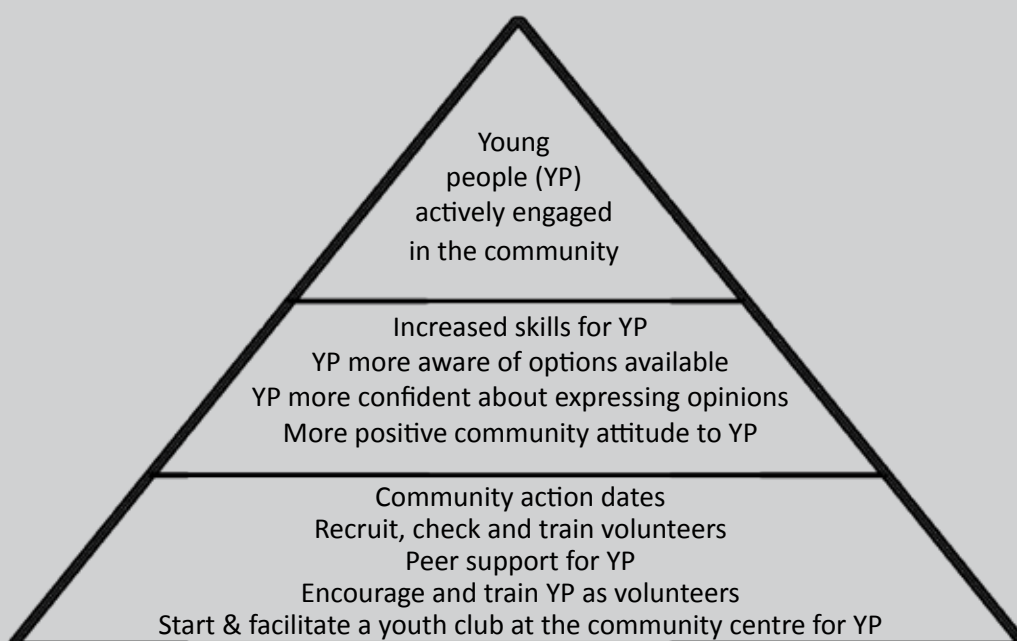 Young
people (YP)
actively engaged
in the community
Increased skills for YP
YP more aware of options available
YP more confident about expressing opinions
More positive community attitude to YP
Community action dates
Recruit, check and train volunteers
Peer support for YP
Encourage and train YP as volunteers
Start & facilitate a youth club at the community centre for YP